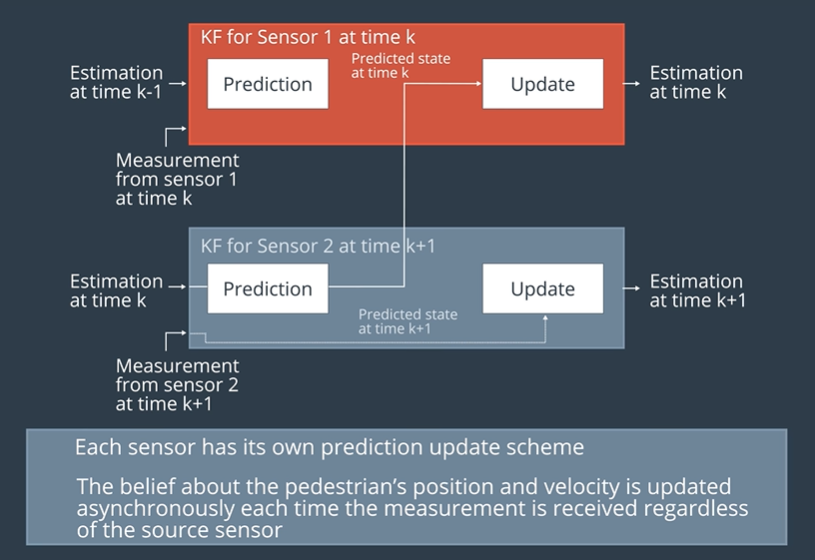 KF for Sensor 1 at time k
Predicted state
at time k
Estimation
at time k-1
Prediction
Update
Estimation
at time k
Measurement
from sensor 1
at time k
KF for Sensor 2 at time k+1
Estimation
at time k
Prediction
Update
Estimation
at time k+1
Predicted state
at time k+1
Measurement
from sensor 2
at time k+1
Each sensor has its own prediction update scheme
The belief about the pedestrian’s position and velocity is updated
asynchronously each time the measurement is received regardless
of the source sensor